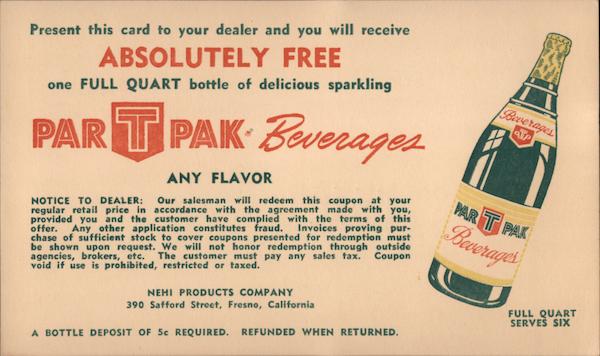 Present this card to your dealer and you will receive
ABSOLUTELY FREE
one FULL QUART bottle of delicious sparkling
PAR T PAK Beverages
ANY FLAVOR
NOTICE TO DEALER: Our salesman will redeem this coupon at your
regular retail price in accordance with the agreement made with you,
provided you and the customer have complied with the terms of this
offer. Any other application constitutes fraud. Invoices proving pur-
chase of sufficient stock to cover coupons presented for redemption must
be shown upon request. We will not honor redemption through outside
agencies, brokers, etc. The customer must pay any sales tax. Coupon
void if use is prohibited, restricted or taxed.
NEHI PRODUCTS COMPANY
390 Safford Street, Fresno, California
A BOTTLE DEPOSIT OF 5c REQUIRED. REFUNDED WHEN RETURNED.
Beverages
PAR T PAK
Beverages
FULL QUART
SERVES SIX